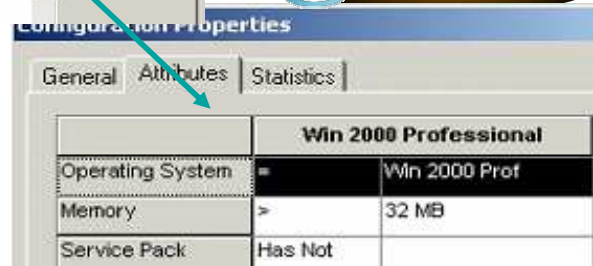 Configuration Properties
General Attributes Statistics
Win 2000 Professional
Operating System = Win 2000 Prof
Memory > 32 MB
Service Pack Has Not